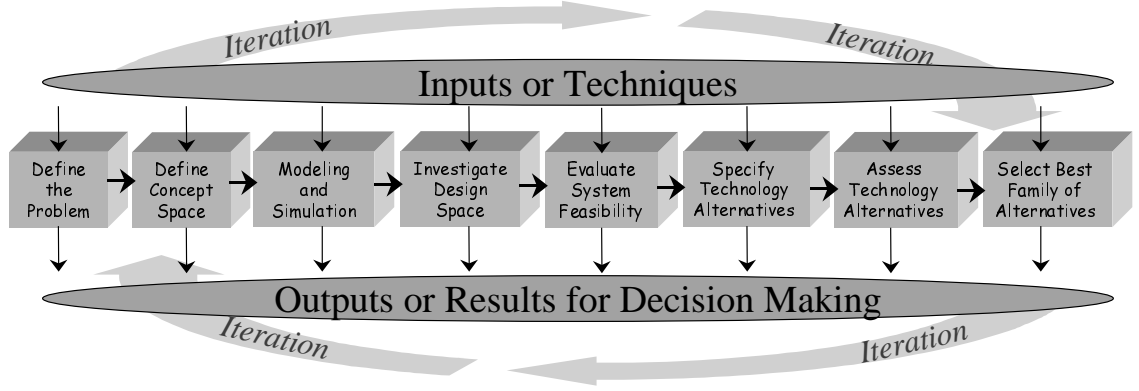 Iteration
Iteration
Inputs or Techniques
Define
the
Problem
Define
Concept
Space
Modeling
and
Simulation
Investigate
Design
Space
Evaluate
System
Feasibility
Specify
Technology
Alternatives
Assess
Technology
Alternatives
Select Best
Family of
Alternatives
Outputs or Results for Decision Making
Iteration
Iteration